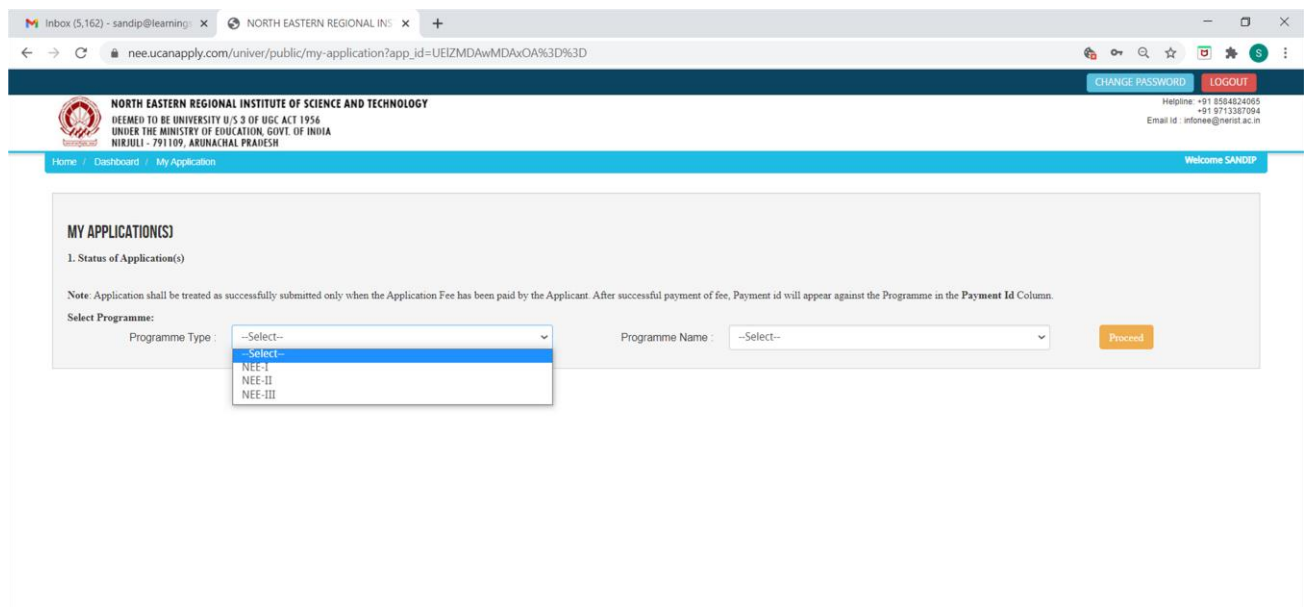 Inbox (5,162) - sandip@learning
NORTH EASTERN REGIONAL INS
nee.ucanapply.com/univer/public/my-application?app_id=UElZMDAwMDAxOA%3D%3D
S
CHANGE PASSWORD
LOGOUT
NORTH EASTERN REGIONAL INSTITUTE OF SCIENCE AND TECHNOLOGY
DEEMED TO BE UNIVERSITY U/S 3 OF UGC ACT 1956
UNDER THE MINISTRY OF EDUCATION, GOVT. OF INDIA
NIRJULI - 791109, ARUNACHAL PRADESH
Helpline: +91 8584824065
+91 9713387094
Email Id : infonee@nerist.ac.in
Home / Dashboard / My Application
Welcome SANDIP
MY APPLICATION(S)
1. Status of Application(s)
Note: Application shall be treated as successfully submitted only when the Application Fee has been paid by the Applicant. After successful payment of fee, Payment id will appear against the Programme in the Payment Id Column.
Select Programme:
Programme Type : --Select-- Programme Name : --Select-- Proceed
--Select--
NEE-I
NEE-II
NEE-III